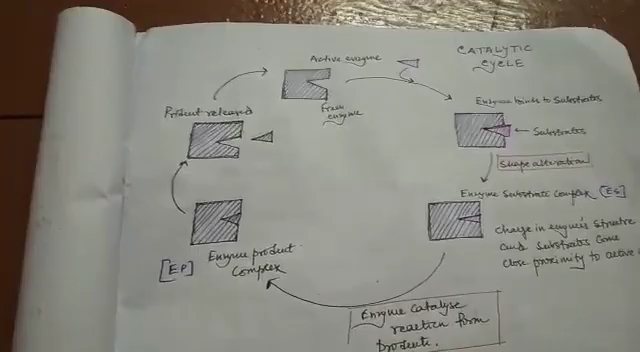 CATALYTIC
CYCLE
Active enzyme
Free
enzyme
Enzyme binds to Substrates
Substrates
Shape alteration
Enzyme Substrate Complex [ES]
Change in enzyme's structure
and Substrate come
close proximity to active
Enzyme catalyse
reaction form
products.
Enzyme product
Complex
[EP]
Product released